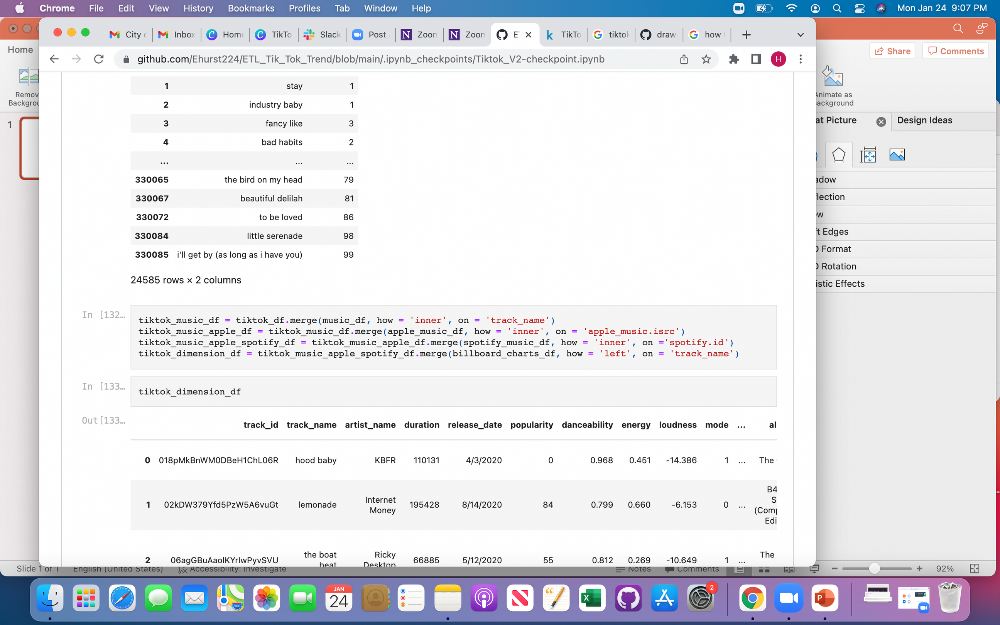 Chrome File Edit View History Bookmarks Profiles Tab Window Help Mon Jan 24 9:07 PM
City Inbox Home TikTo Slack Post Zoom Zoom E TikTo tiktok draw how
github.com/Ehurst224/ETL_Tik_Tok_Trend/blob/main/.ipynb_checkpoints/Tiktok_V2-checkpoint.ipynb H
Home Share Comments
Remov
Backgrou
Animate as
Background
at Picture Design Ideas
1
adow
flection
ow
ft Edges
D Format
D Rotation
istic Effects
1 stay 1
2 industry baby 1
3 fancy like 3
4 bad habits 2
... ... ...
330065 the bird on my head 79
330067 beautiful delilah 81
330072 to be loved 86
330084 little serenade 98
330085 i'll get by (as long as i have you) 99
24585 rows × 2 columns
In [132…
tiktok_music_df = tiktok_df.merge(music_df, how = 'inner', on = 'track_name')
tiktok_music_apple_df = tiktok_music_df.merge(apple_music_df, how = 'inner', on = 'apple_music.isrc')
tiktok_music_apple_spotify_df = tiktok_music_apple_df.merge(spotify_music_df, how = 'inner', on ='spotify.id')
tiktok_dimension_df = tiktok_music_apple_spotify_df.merge(billboard_charts_df, how = 'left', on = 'track_name')
In [133…
tiktok_dimension_df
Out[133…
track_id track_name artist_name duration release_date popularity danceability energy loudness mode ... al
0 018pMkBnWM0DBeH1ChL06R hood baby KBFR 110131 4/3/2020 0 0.968 0.451 -14.386 1 ... The
1 02kDW379Yfd5PzW5A6vuGt lemonade Internet Money 195428 8/14/2020 84 0.799 0.660 -6.153 0 ... B4 S (Comp Edi
2 06agGBuAaolKYrIwPyvSVU the boat beat Ricky Desktop 66885 5/12/2020 55 0.812 0.269 -10.649 1 ... The
Slide 1 of 1 English (United States) Accessibility: Investigate Notes Comments 92%
JAN
24
280
2
X
P